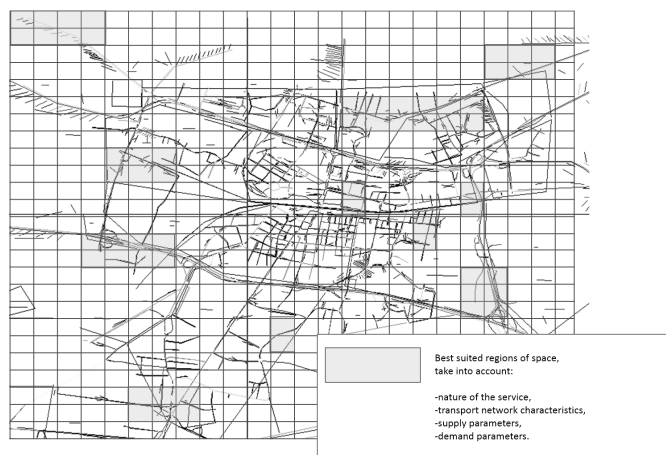 Best suited regions of space,
take into account:
-nature of the service,
-transport network characteristics,
-supply parameters,
-demand parameters.